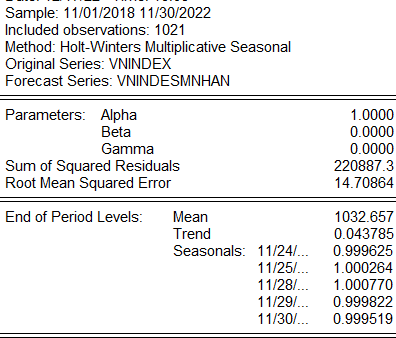 Sample: 11/01/2018 11/30/2022
Included observations: 1021
Method: Holt-Winters Multiplicative Seasonal
Original Series: VNINDEX
Forecast Series: VNINDESMNHAN
Parameters: Alpha 1.0000
Beta 0.0000
Gamma 0.0000
Sum of Squared Residuals 220887.3
Root Mean Squared Error 14.70864
End of Period Levels: Mean 1032.657
Trend 0.043785
Seasonals: 11/24/... 0.999625
11/25/... 1.000264
11/28/... 1.000770
11/29/... 0.999822
11/30/... 0.999519